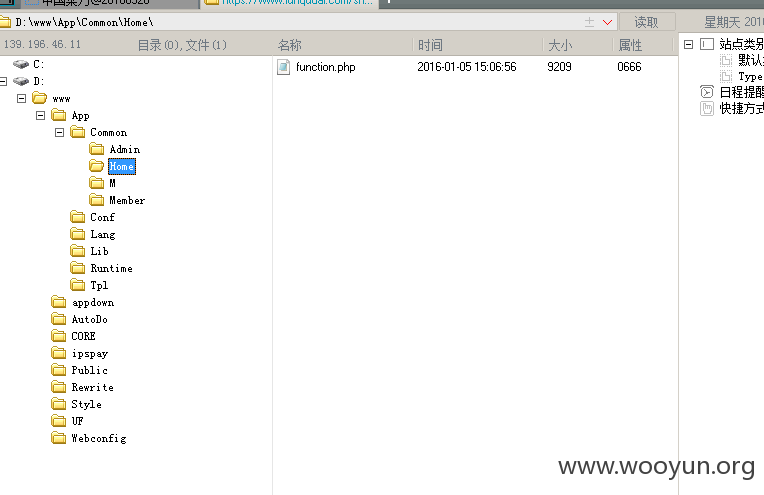 https://www.
D:\www\App\Common\Home\
读取
星期天
139.196.46.11
目录(0),文件(1)
名称 时间 大小 属性
function.php 2016-01-05 15:06:56 9209 0666
C:
D:
www
App
Common
Admin
Home
M
Member
Conf
Lang
Lib
Runtime
Tpl
appdown
AutoDo
CORE
ipspay
Public
Rewrite
Style
UF
Webconfig
站点类别
默认
Type
日程提醒
快捷方式
www.wooyun.org